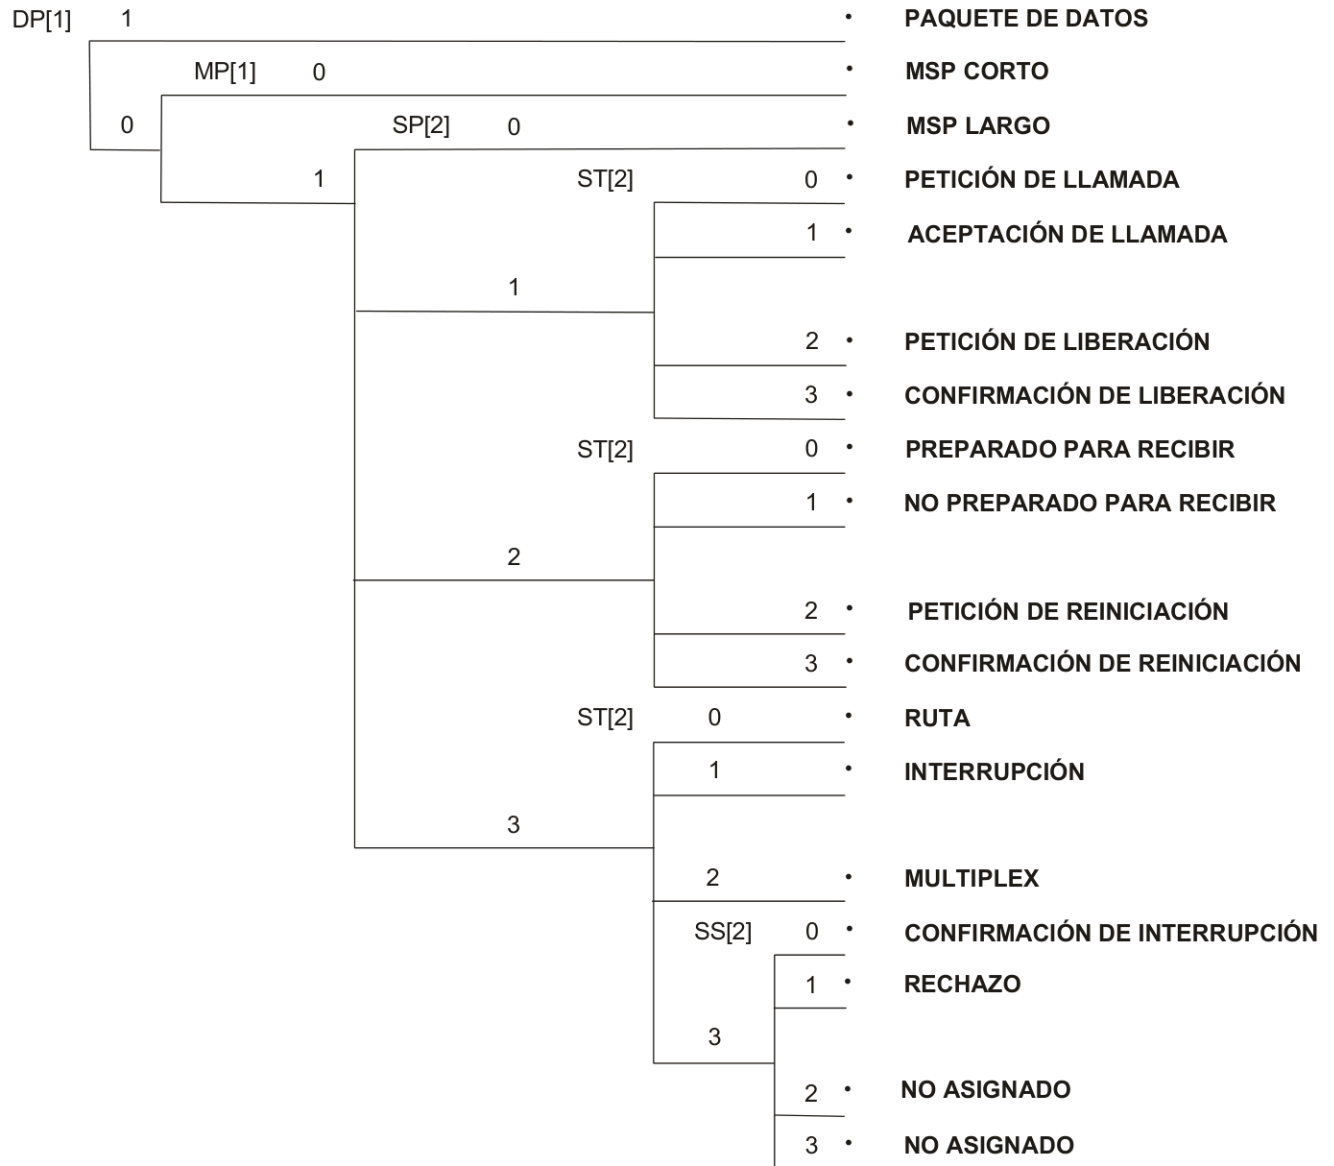 DP[1] 1 • PAQUETE DE DATOS
MP[1] 0 • MSP CORTO
0 SP[2] 0 • MSP LARGO
1 ST[2] 0 • PETICIÓN DE LLAMADA
1 • ACEPTACIÓN DE LLAMADA
1
2 • PETICIÓN DE LIBERACIÓN
3 • CONFIRMACIÓN DE LIBERACIÓN
ST[2] 0 • PREPARADO PARA RECIBIR
1 • NO PREPARADO PARA RECIBIR
2
2 • PETICIÓN DE REINICIACIÓN
3 • CONFIRMACIÓN DE REINICIACIÓN
ST[2] 0 • RUTA
1 • INTERRUPCIÓN
3
2 • MULTIPLEX
SS[2] 0 • CONFIRMACIÓN DE INTERRUPCIÓN
1 • RECHAZO
3
2 • NO ASIGNADO
3 • NO ASIGNADO